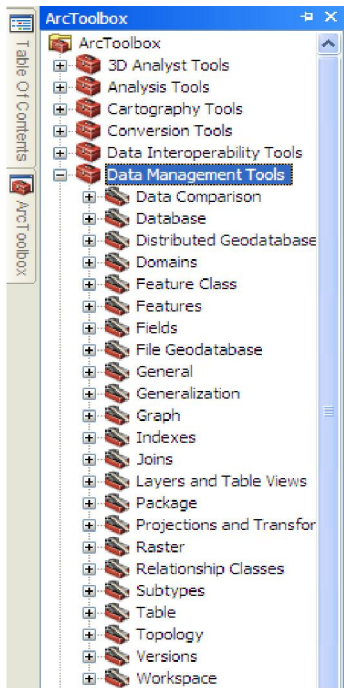 ArcToolbox
Table Of Contents
ArcToolbox
ArcToolbox
3D Analyst Tools
Analysis Tools
Cartography Tools
Conversion Tools
Data Interoperability Tools
Data Management Tools
Data Comparison
Database
Distributed Geodatabase
Domains
Feature Class
Features
Fields
File Geodatabase
General
Generalization
Graph
Indexes
Joins
Layers and Table Views
Package
Projections and Transfor
Raster
Relationship Classes
Subtypes
Table
Topology
Versions
Workspace